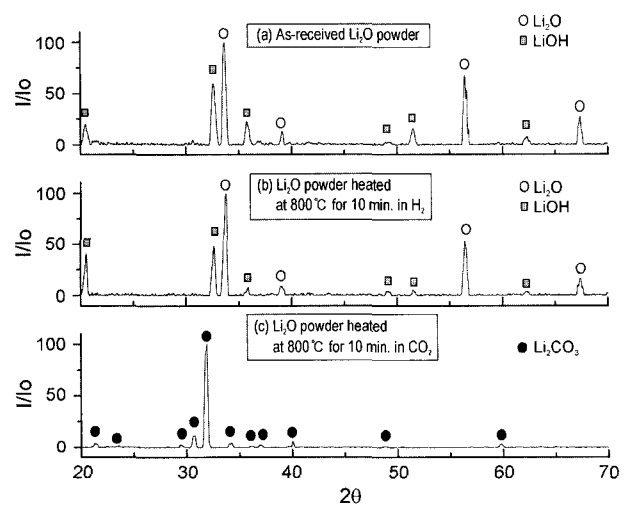 (a) As-received Li₂O powder
Li₂O
LiOH
100
50
0
I/Io
(b) Li₂O powder heated
at 800℃ for 10 min. in H₂
Li₂O
LiOH
100
50
0
I/Io
(c) Li₂O powder heated
at 800℃ for 10 min. in CO₂
Li₂CO₃
100
50
0
I/Io
20 30 40 50 60 70
2θ